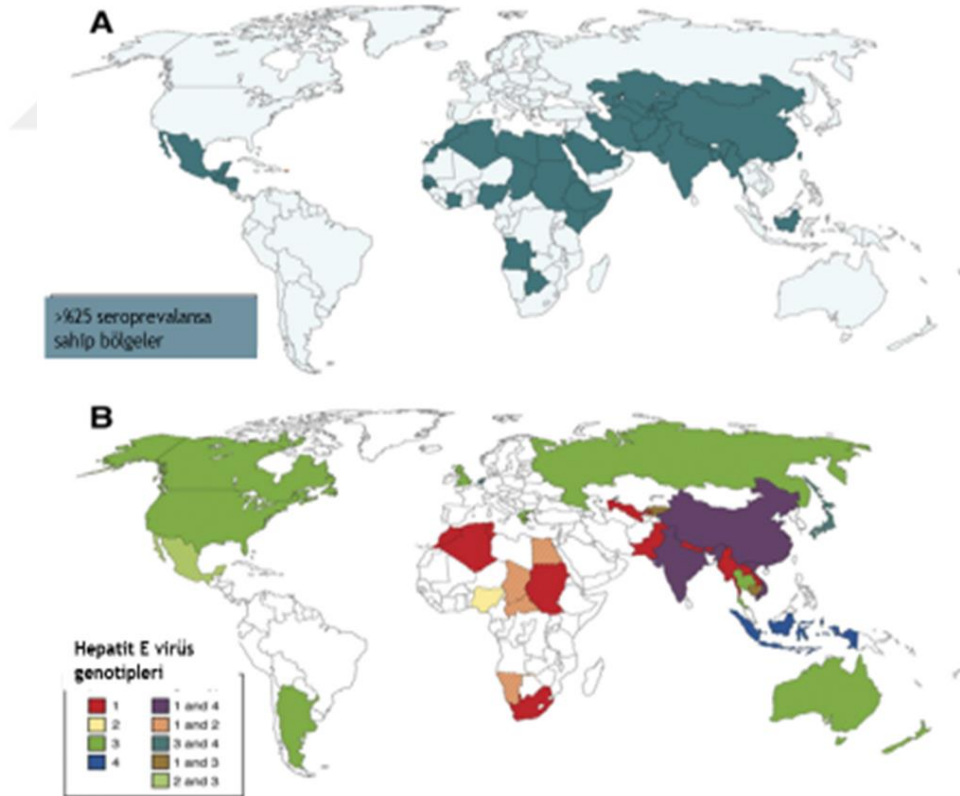 A
>%25 seroprevalansa
sahip bölgeler
B
Hepatit E virüs
genotipleri
1
2
3
4
1 and 4
1 and 2
3 and 4
1 and 3
2 and 3